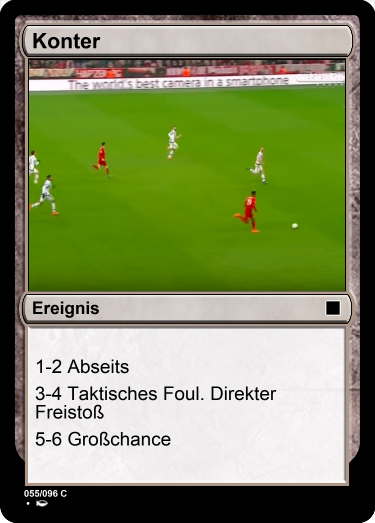 Konter
The world's best camera in a smartphone
Ereignis
1-2 Abseits
3-4 Taktisches Foul. Direkter
Freistoß
5-6 Großchance
055/096 C